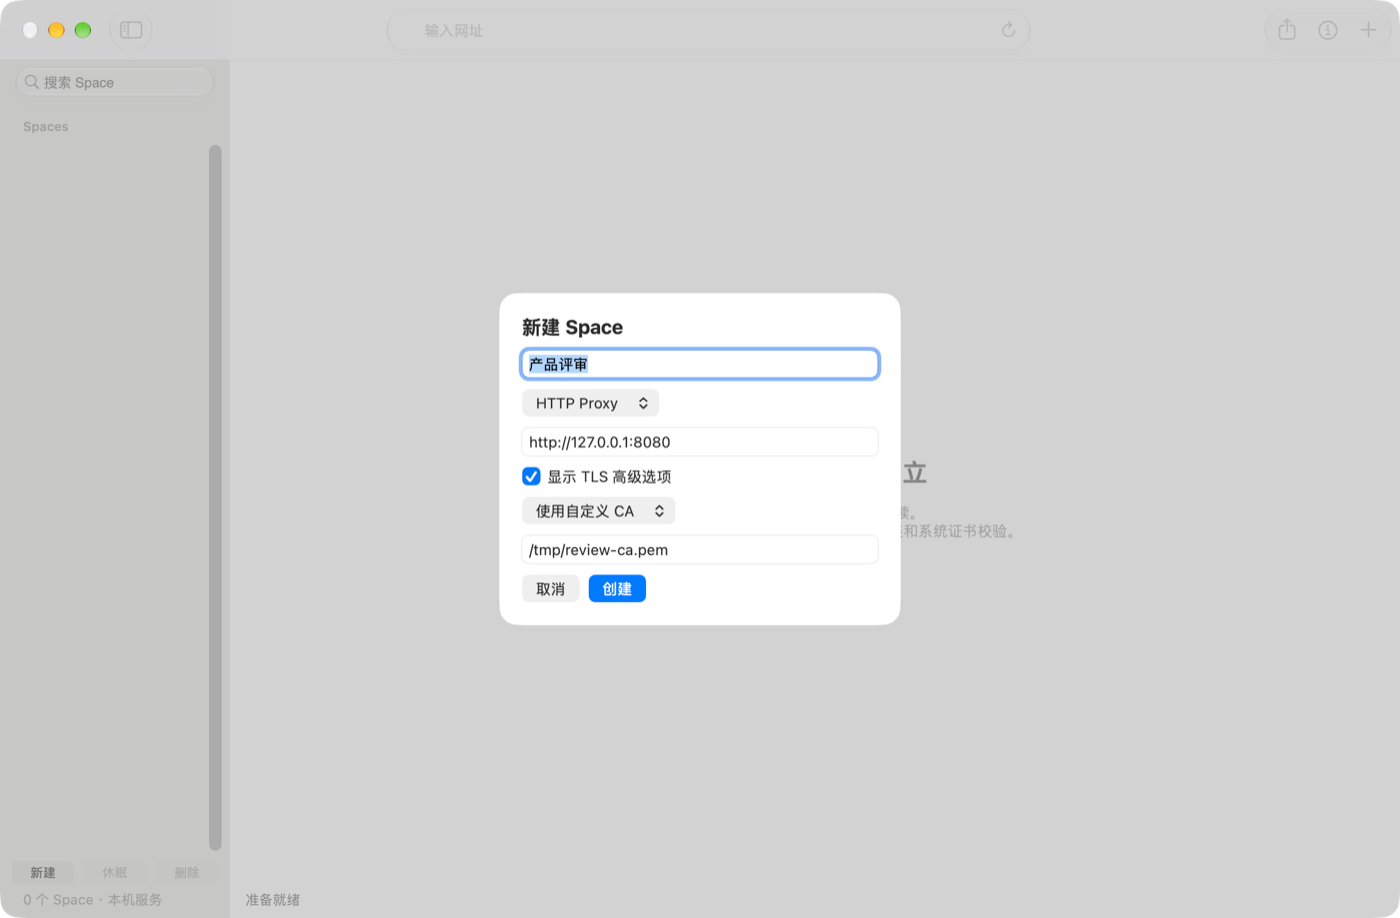 输入网址
搜索 Space
Spaces
新建 Space
产品评审
HTTP Proxy
http://127.0.0.1:8080
显示 TLS 高级选项
使用自定义 CA
/tmp/review-ca.pem
取消 创建
立
续。
和系统证书校验。
新建 休眠 删除
0 个 Space · 本机服务
准备就绪